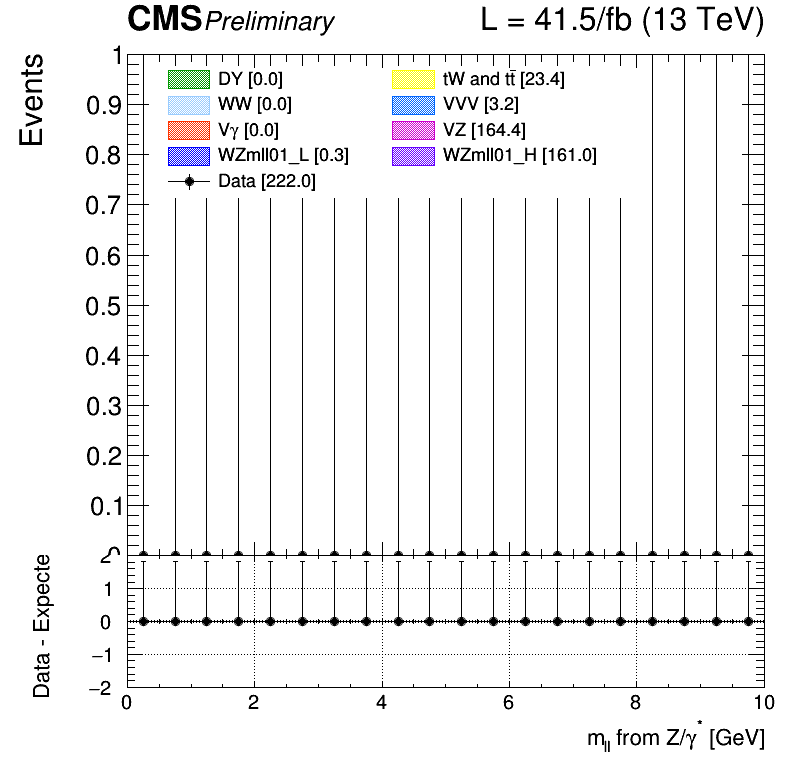 CMS Preliminary L = 41.5/fb (13 TeV)
Events
1
0.9
0.8
0.7
0.6
0.5
0.4
0.3
0.2
0.1
DY [0.0]
tW and tt̄ [23.4]
WW [0.0]
VVV [3.2]
Vγ [0.0]
VZ [164.4]
WZmll01_L [0.3]
WZmll01_H [161.0]
Data [222.0]
Data - Expecte
2
1
0
−1
−2
0 2 4 6 8 10
m_ll from Z/γ* [GeV]